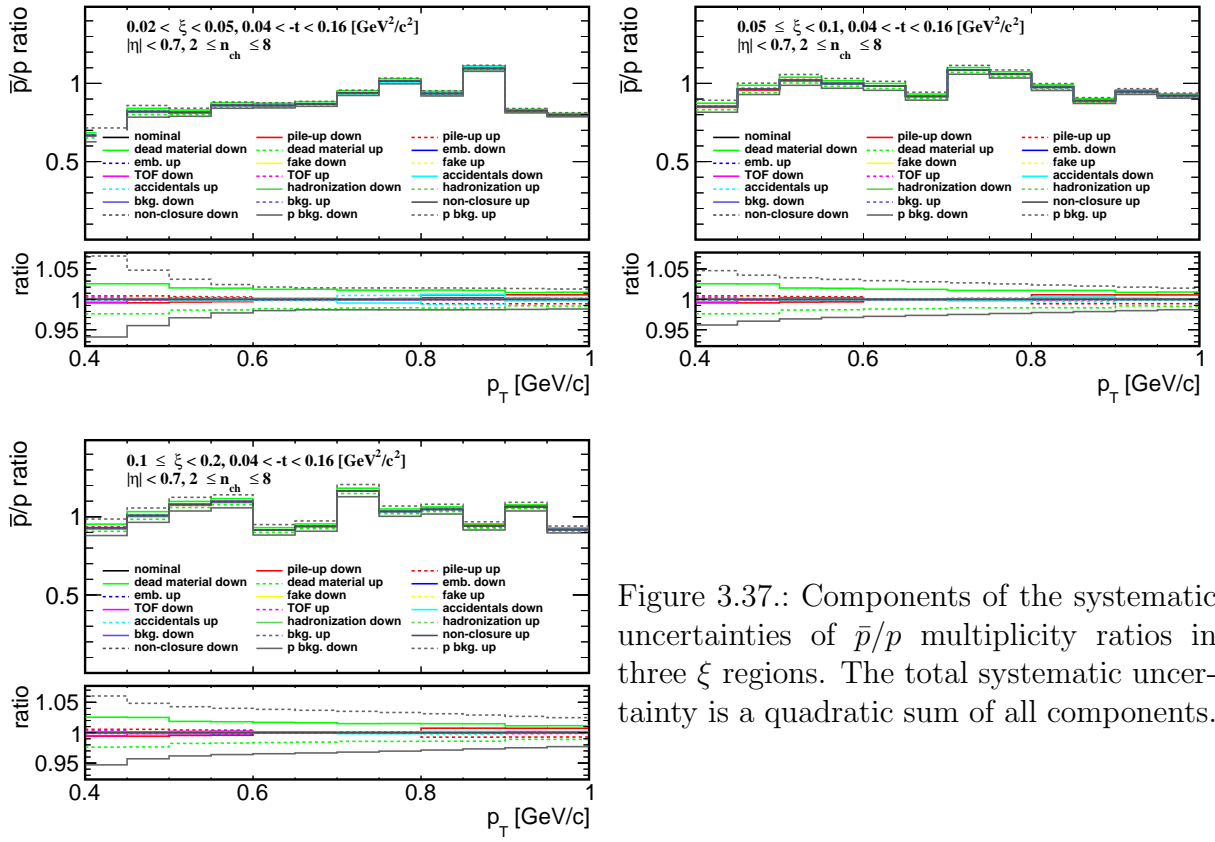 0.02 < ξ < 0.05, 0.04 < -t < 0.16 [GeV²/c²]
|η| < 0.7, 2 ≤ n_ch ≤ 8
p̄/p ratio
1
0.5
nominal pile-up down pile-up up
dead material down dead material up emb. down
emb. up fake down fake up
TOF down TOF up accidentals down
accidentals up hadronization down hadronization up
bkg. down bkg. up non-closure up
non-closure down p bkg. down p bkg. up
ratio
1.05
1
0.95
0.4 0.6 0.8 1
p_T [GeV/c]
0.05 ≤ ξ < 0.1, 0.04 < -t < 0.16 [GeV²/c²]
|η| < 0.7, 2 ≤ n_ch ≤ 8
p̄/p ratio
1
0.5
nominal pile-up down pile-up up
dead material down dead material up emb. down
emb. up fake down fake up
TOF down TOF up accidentals down
accidentals up hadronization down hadronization up
bkg. down bkg. up non-closure up
non-closure down p bkg. down p bkg. up
ratio
1.05
1
0.95
0.4 0.6 0.8 1
p_T [GeV/c]
0.1 ≤ ξ < 0.2, 0.04 < -t < 0.16 [GeV²/c²]
|η| < 0.7, 2 ≤ n_ch ≤ 8
p̄/p ratio
1
0.5
nominal pile-up down pile-up up
dead material down dead material up emb. down
emb. up fake down fake up
TOF down TOF up accidentals down
accidentals up hadronization down hadronization up
bkg. down bkg. up non-closure up
non-closure down p bkg. down p bkg. up
ratio
1.05
1
0.95
0.4 0.6 0.8 1
p_T [GeV/c]
Figure 3.37.: Components of the systematic
uncertainties of p̄/p multiplicity ratios in
three ξ regions. The total systematic uncer-
tainty is a quadratic sum of all components.